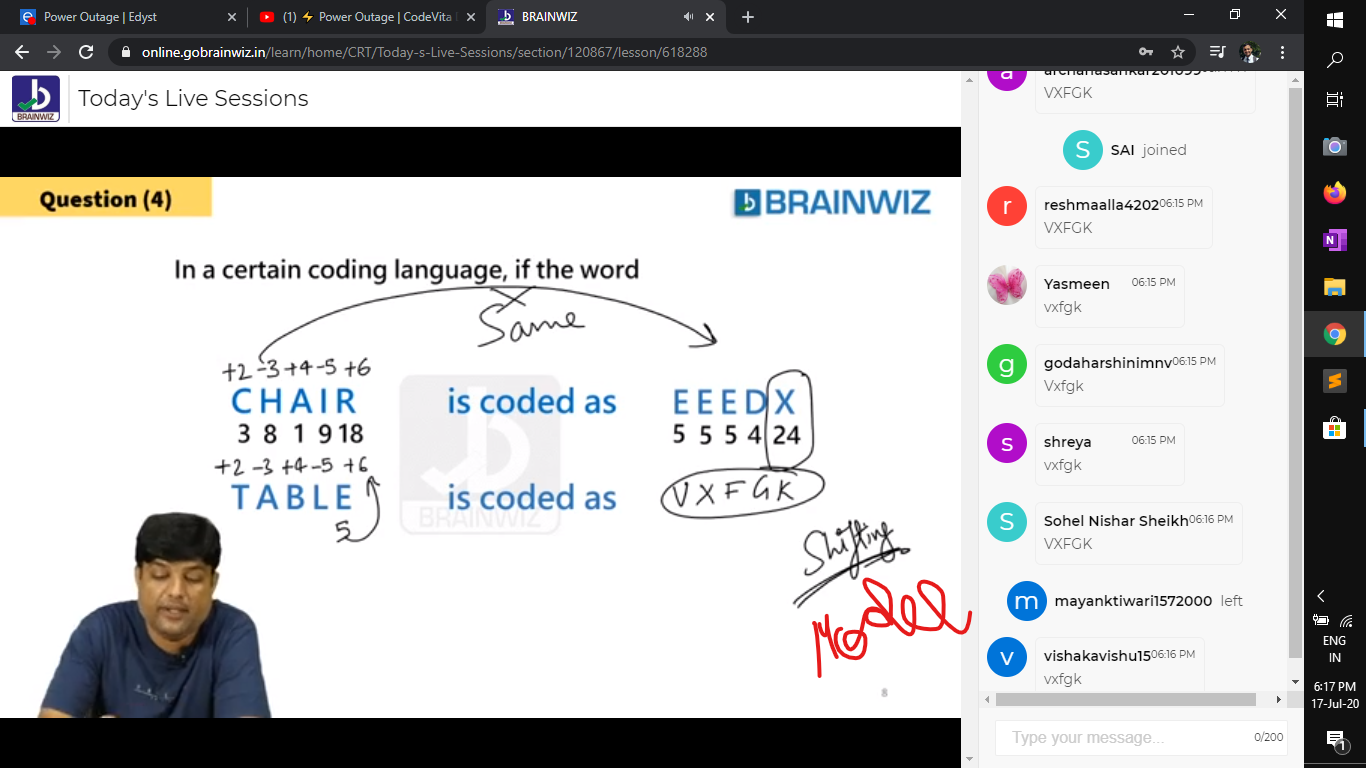 Power Outage | Edyst
(1) ⚡ Power Outage | CodeVita
BRAINWIZ
online.gobrainwiz.in/learn/home/CRT/Today-s-Live-Sessions/section/120867/lesson/618288
BRAINWIZ
Today's Live Sessions
Question (4)
BRAINWIZ
In a certain coding language, if the word
Same
+2 -3 +4 -5 +6
CHAIR is coded as EEEDX
3 8 1 9 18 5 5 5 4 24
+2 -3 +4 -5 +6
TABLE is coded as VXFGK
BRAINWIZ
5
Shifting
Model
8
a
VXFGK
S SAI joined
r reshmaalla4202 06:15 PM
VXFGK
Yasmeen 06:15 PM
vxfgk
g godaharshinimnv 06:15 PM
Vxfgk
s shreya 06:15 PM
vxfgk
S Sohel Nishar Sheikh 06:16 PM
VXFGK
m mayanktiwari1572000 left
v vishakavishu15 06:16 PM
vxfgk
Type your message... 0/200
N
ENG
IN
6:17 PM
17-Jul-20
1